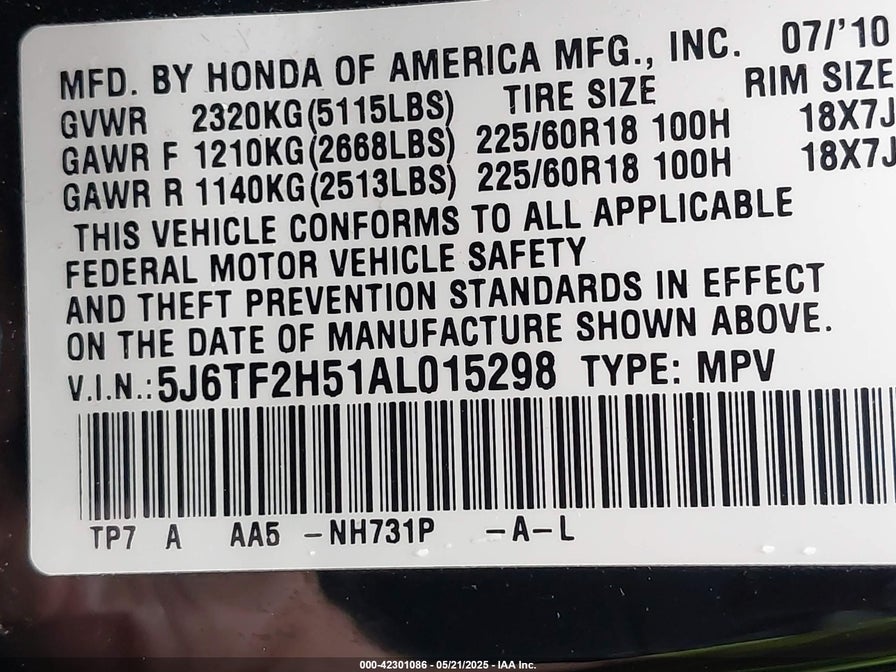 MFD. BY HONDA OF AMERICA MFG., INC. 07/'10
TIRE SIZE RIM SIZE
GVWR 2320KG(5115LBS)
GAWR F 1210KG(2668LBS) 225/60R18 100H 18X7J
GAWR R 1140KG(2513LBS) 225/60R18 100H 18X7J
THIS VEHICLE CONFORMS TO ALL APPLICABLE
FEDERAL MOTOR VEHICLE SAFETY
AND THEFT PREVENTION STANDARDS IN EFFECT
ON THE DATE OF MANUFACTURE SHOWN ABOVE.
V.I.N.: 5J6TF2H51AL015298 TYPE: MPV
TP7 A AA5 -NH731P -A-L
000-42301086 - 05/21/2025 - IAA Inc.